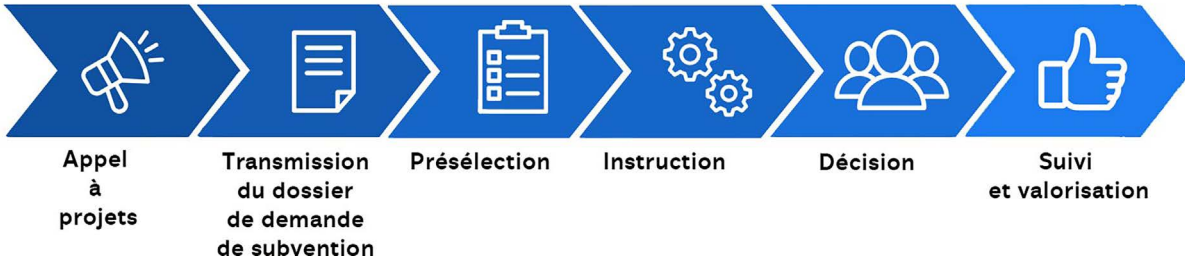 Appel
à
projets
Transmission
du dossier
de demande
de subvention
Présélection
Instruction
Décision
Suivi
et valorisation